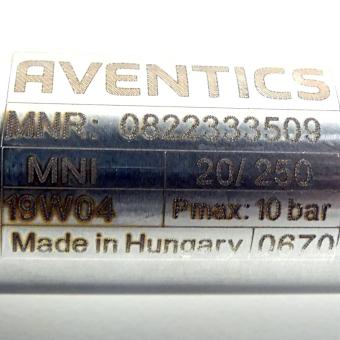 AVENTICS
MNR: 0822333509
MNI 20/250
19W04 Pmax: 10 bar
Made in Hungary 0670